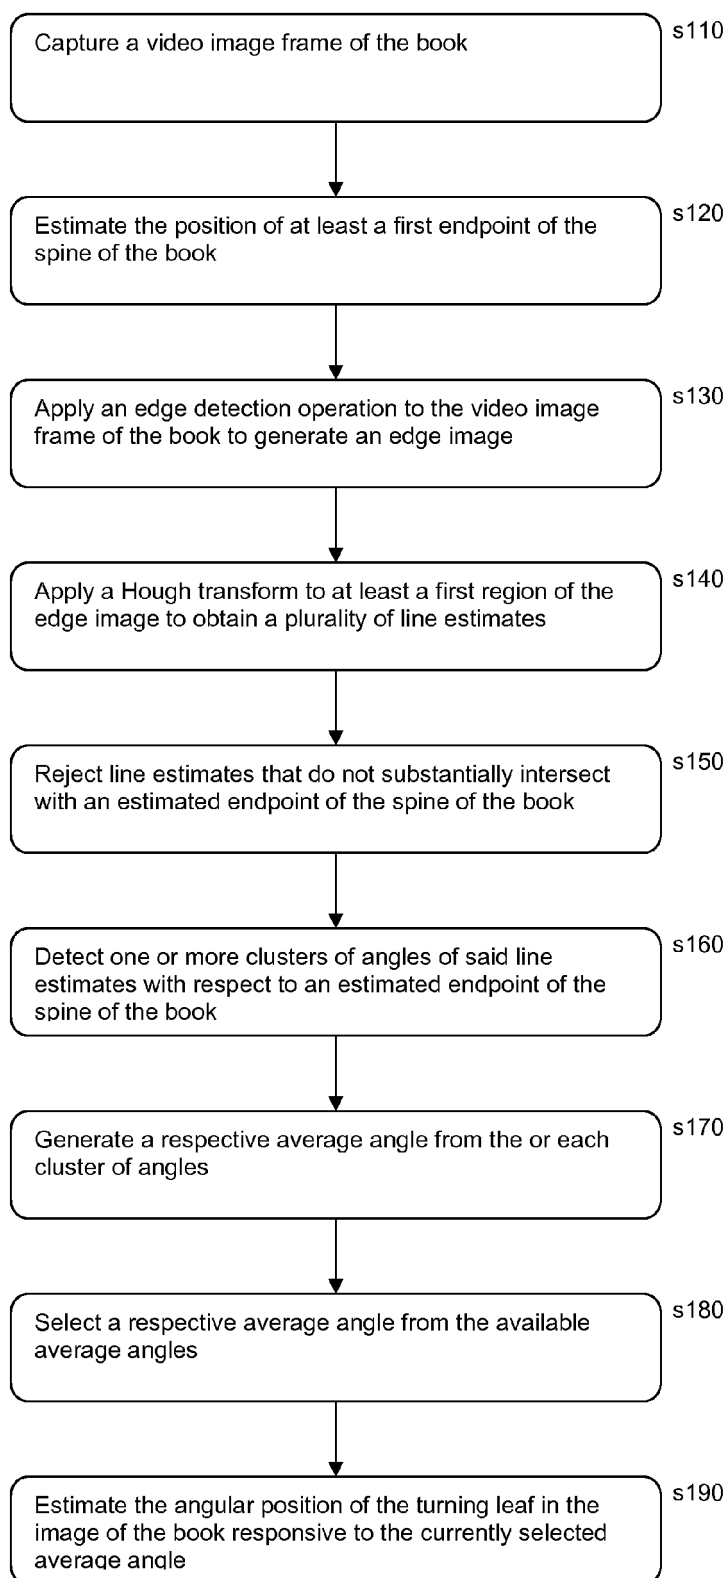 s110
Capture a video image frame of the book
s120
Estimate the position of at least a first endpoint of the
spine of the book
s130
Apply an edge detection operation to the video image
frame of the book to generate an edge image
s140
Apply a Hough transform to at least a first region of the
edge image to obtain a plurality of line estimates
s150
Reject line estimates that do not substantially intersect
with an estimated endpoint of the spine of the book
s160
Detect one or more clusters of angles of said line
estimates with respect to an estimated endpoint of the
spine of the book
s170
Generate a respective average angle from the or each
cluster of angles
s180
Select a respective average angle from the available
average angles
s190
Estimate the angular position of the turning leaf in the
image of the book responsive to the currently selected
average angle